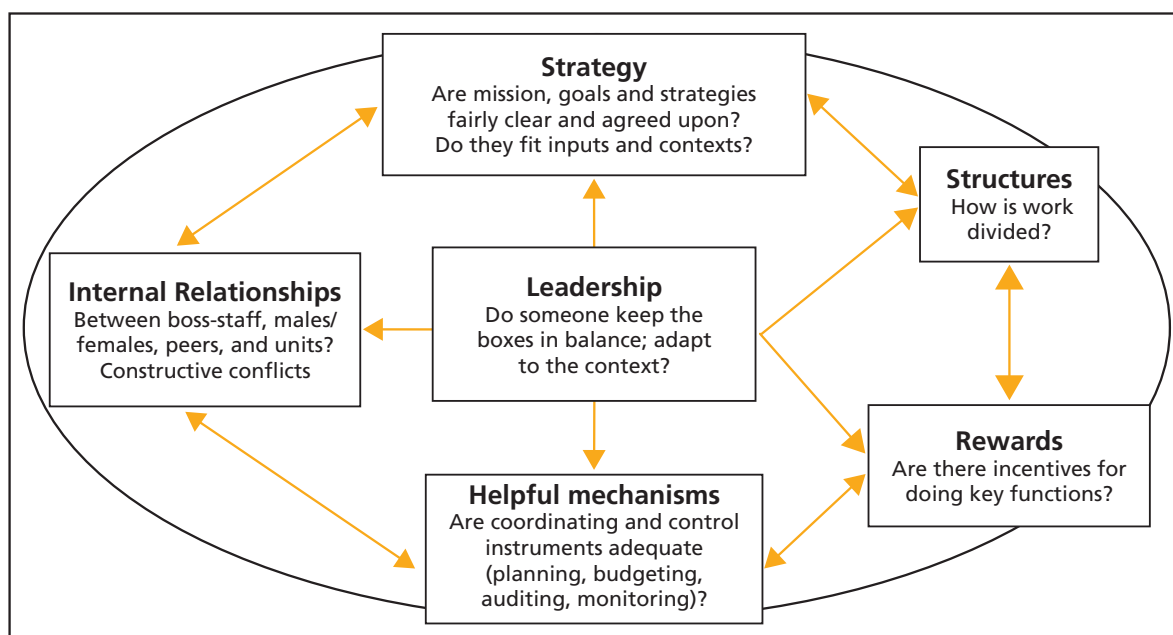 Strategy
Are mission, goals and strategies
fairly clear and agreed upon?
Do they fit inputs and contexts?
Structures
How is work
divided?
Internal Relationships
Between boss-staff, males/
females, peers, and units?
Constructive conflicts
Leadership
Do someone keep the
boxes in balance; adapt
to the context?
Rewards
Are there incentives for
doing key functions?
Helpful mechanisms
Are coordinating and control
instruments adequate
(planning, budgeting,
auditing, monitoring)?